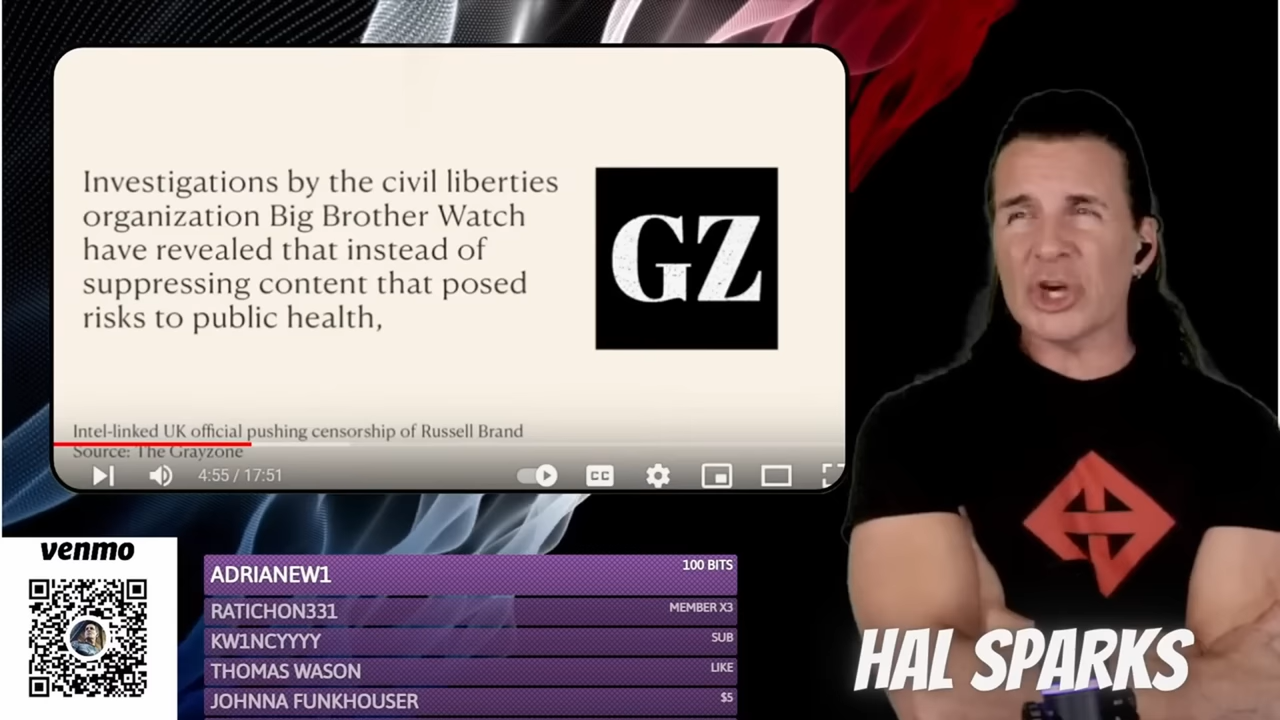 Investigations by the civil liberties
organization Big Brother Watch
have revealed that instead of
suppressing content that posed
risks to public health,
GZ
Intel-linked UK official pushing censorship of Russell Brand
Source: The Grayzone
4:55 / 17:51
CC
venmo
ADRIANEW1 100 BITS
RATICHON331 MEMBER X3
KW1NCYYYY SUB
THOMAS WASON LIKE
JOHNNA FUNKHOUSER $5
HAL SPARKS